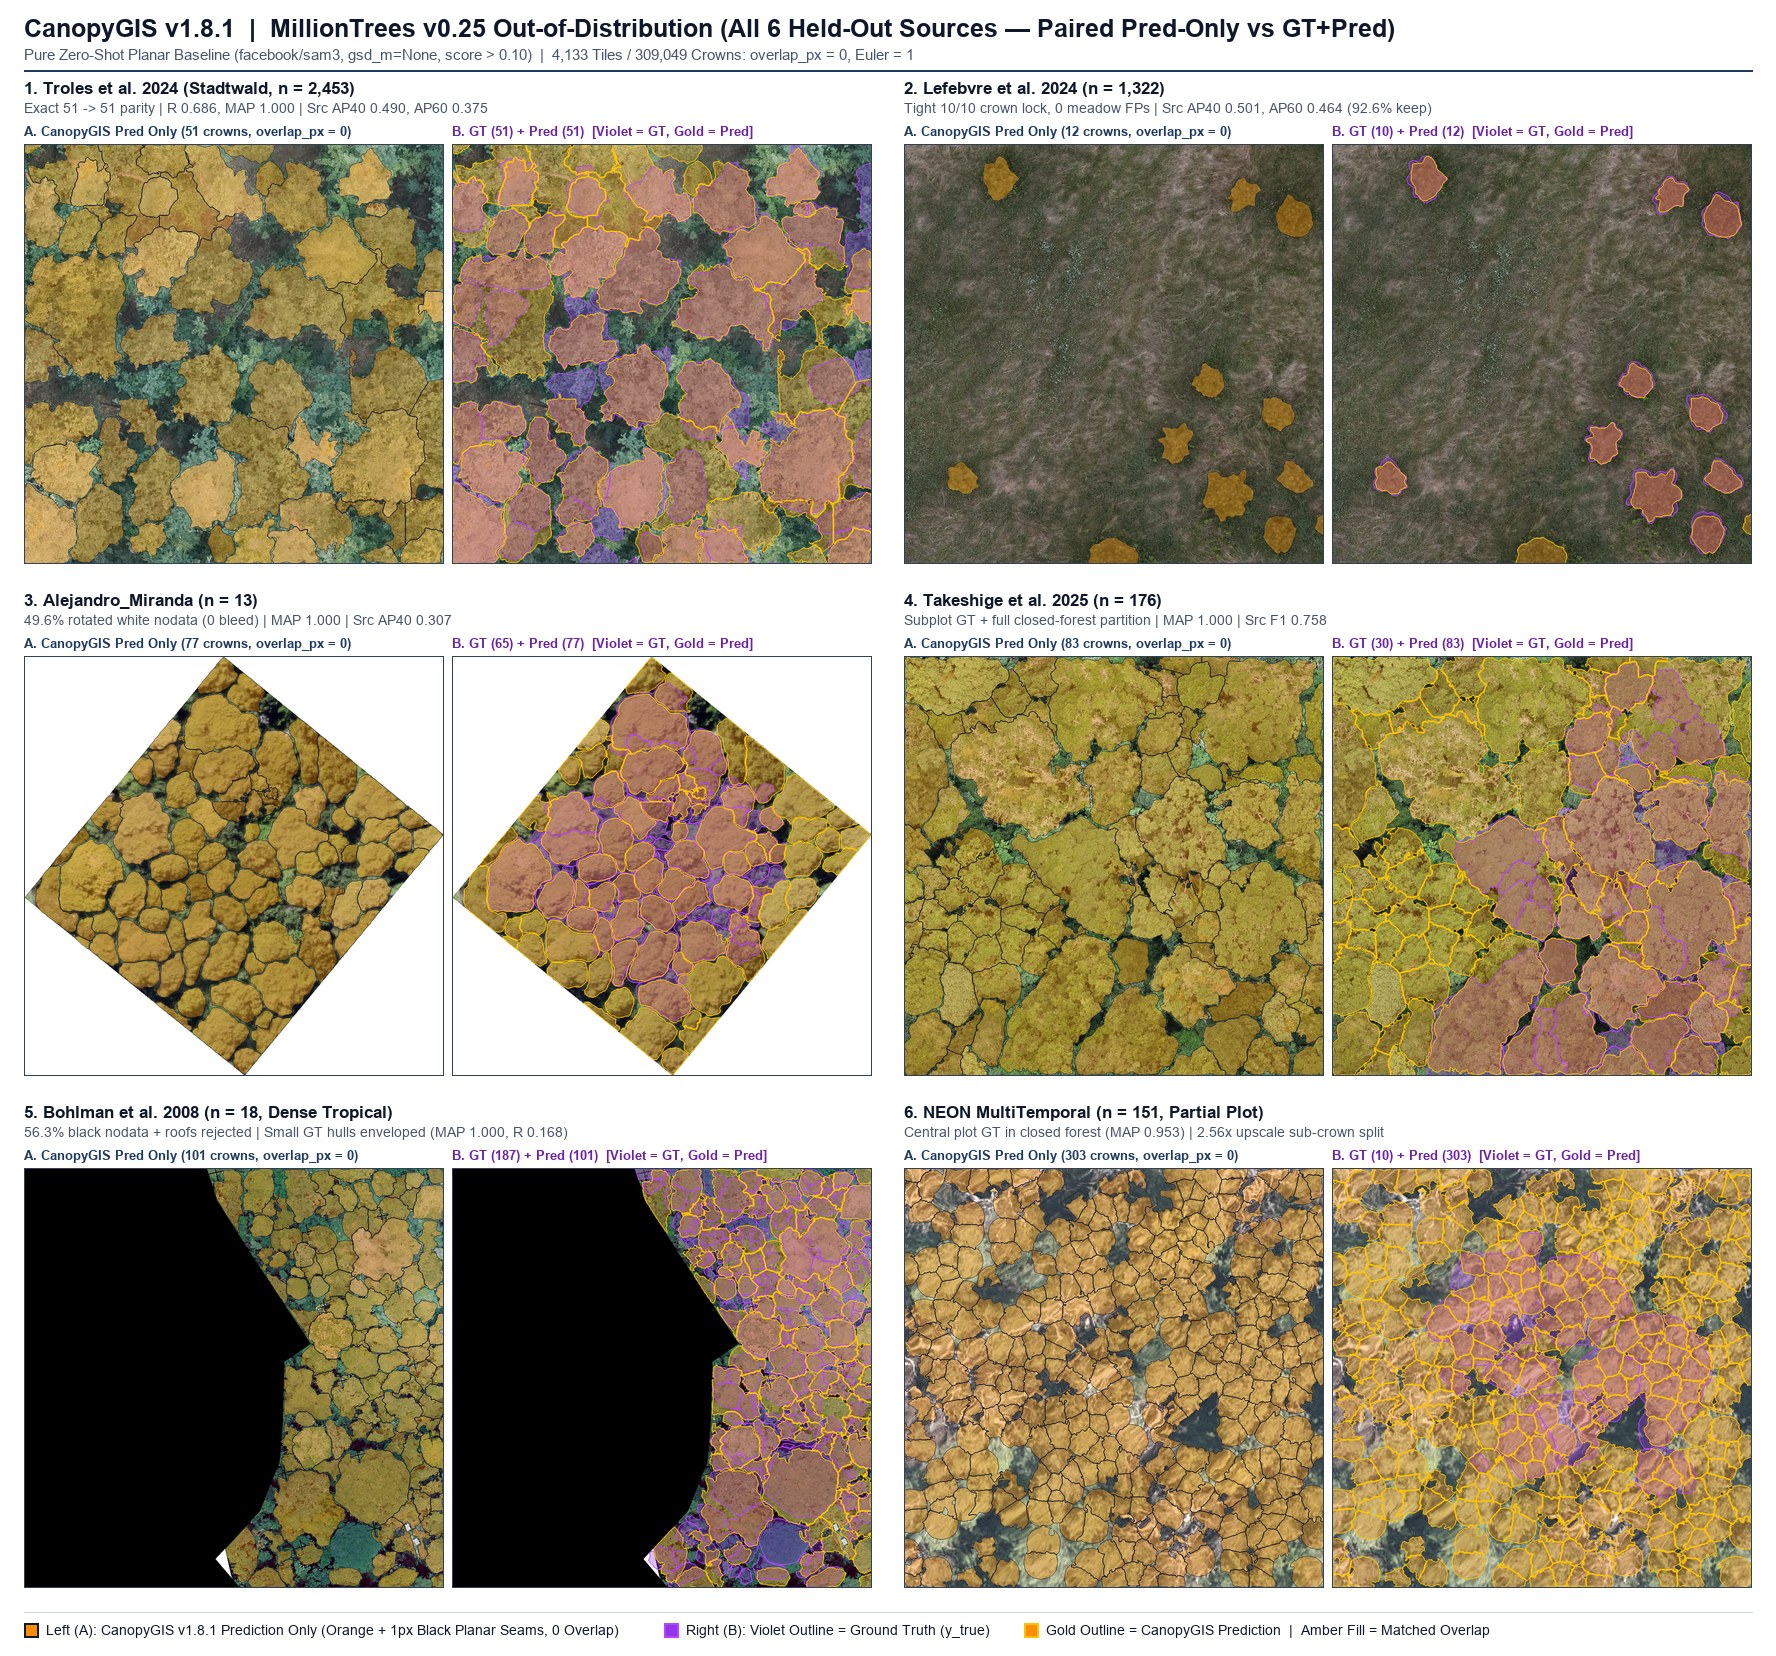 CanopyGIS v1.8.1 | MillionTrees v0.25 Out-of-Distribution (All 6 Held-Out Sources — Paired Pred-Only vs GT+Pred)
Pure Zero-Shot Planar Baseline (facebook/sam3, gsd_m=None, score > 0.10) | 4,133 Tiles / 309,049 Crowns: overlap_px = 0, Euler = 1
1. Troles et al. 2024 (Stadtwald, n = 2,453)
Exact 51 -> 51 parity | R 0.686, MAP 1.000 | Src AP40 0.490, AP60 0.375
A. CanopyGIS Pred Only (51 crowns, overlap_px = 0)
B. GT (51) + Pred (51) [Violet = GT, Gold = Pred]
2. Lefebvre et al. 2024 (n = 1,322)
Tight 10/10 crown lock, 0 meadow FPs | Src AP40 0.501, AP60 0.464 (92.6% keep)
A. CanopyGIS Pred Only (12 crowns, overlap_px = 0)
B. GT (10) + Pred (12) [Violet = GT, Gold = Pred]
3. Alejandro_Miranda (n = 13)
49.6% rotated white nodata (0 bleed) | MAP 1.000 | Src AP40 0.307
A. CanopyGIS Pred Only (77 crowns, overlap_px = 0)
B. GT (65) + Pred (77) [Violet = GT, Gold = Pred]
4. Takeshige et al. 2025 (n = 176)
Subplot GT + full closed-forest partition | MAP 1.000 | Src F1 0.758
A. CanopyGIS Pred Only (83 crowns, overlap_px = 0)
B. GT (30) + Pred (83) [Violet = GT, Gold = Pred]
5. Bohlman et al. 2008 (n = 18, Dense Tropical)
56.3% black nodata + roofs rejected | Small GT hulls enveloped (MAP 1.000, R 0.168)
A. CanopyGIS Pred Only (101 crowns, overlap_px = 0)
B. GT (187) + Pred (101) [Violet = GT, Gold = Pred]
6. NEON MultiTemporal (n = 151, Partial Plot)
Central plot GT in closed forest (MAP 0.953) | 2.56x upscale sub-crown split
A. CanopyGIS Pred Only (303 crowns, overlap_px = 0)
B. GT (10) + Pred (303) [Violet = GT, Gold = Pred]
Left (A): CanopyGIS v1.8.1 Prediction Only (Orange + 1px Black Planar Seams, 0 Overlap)
Right (B): Violet Outline = Ground Truth (y_true)
Gold Outline = CanopyGIS Prediction | Amber Fill = Matched Overlap